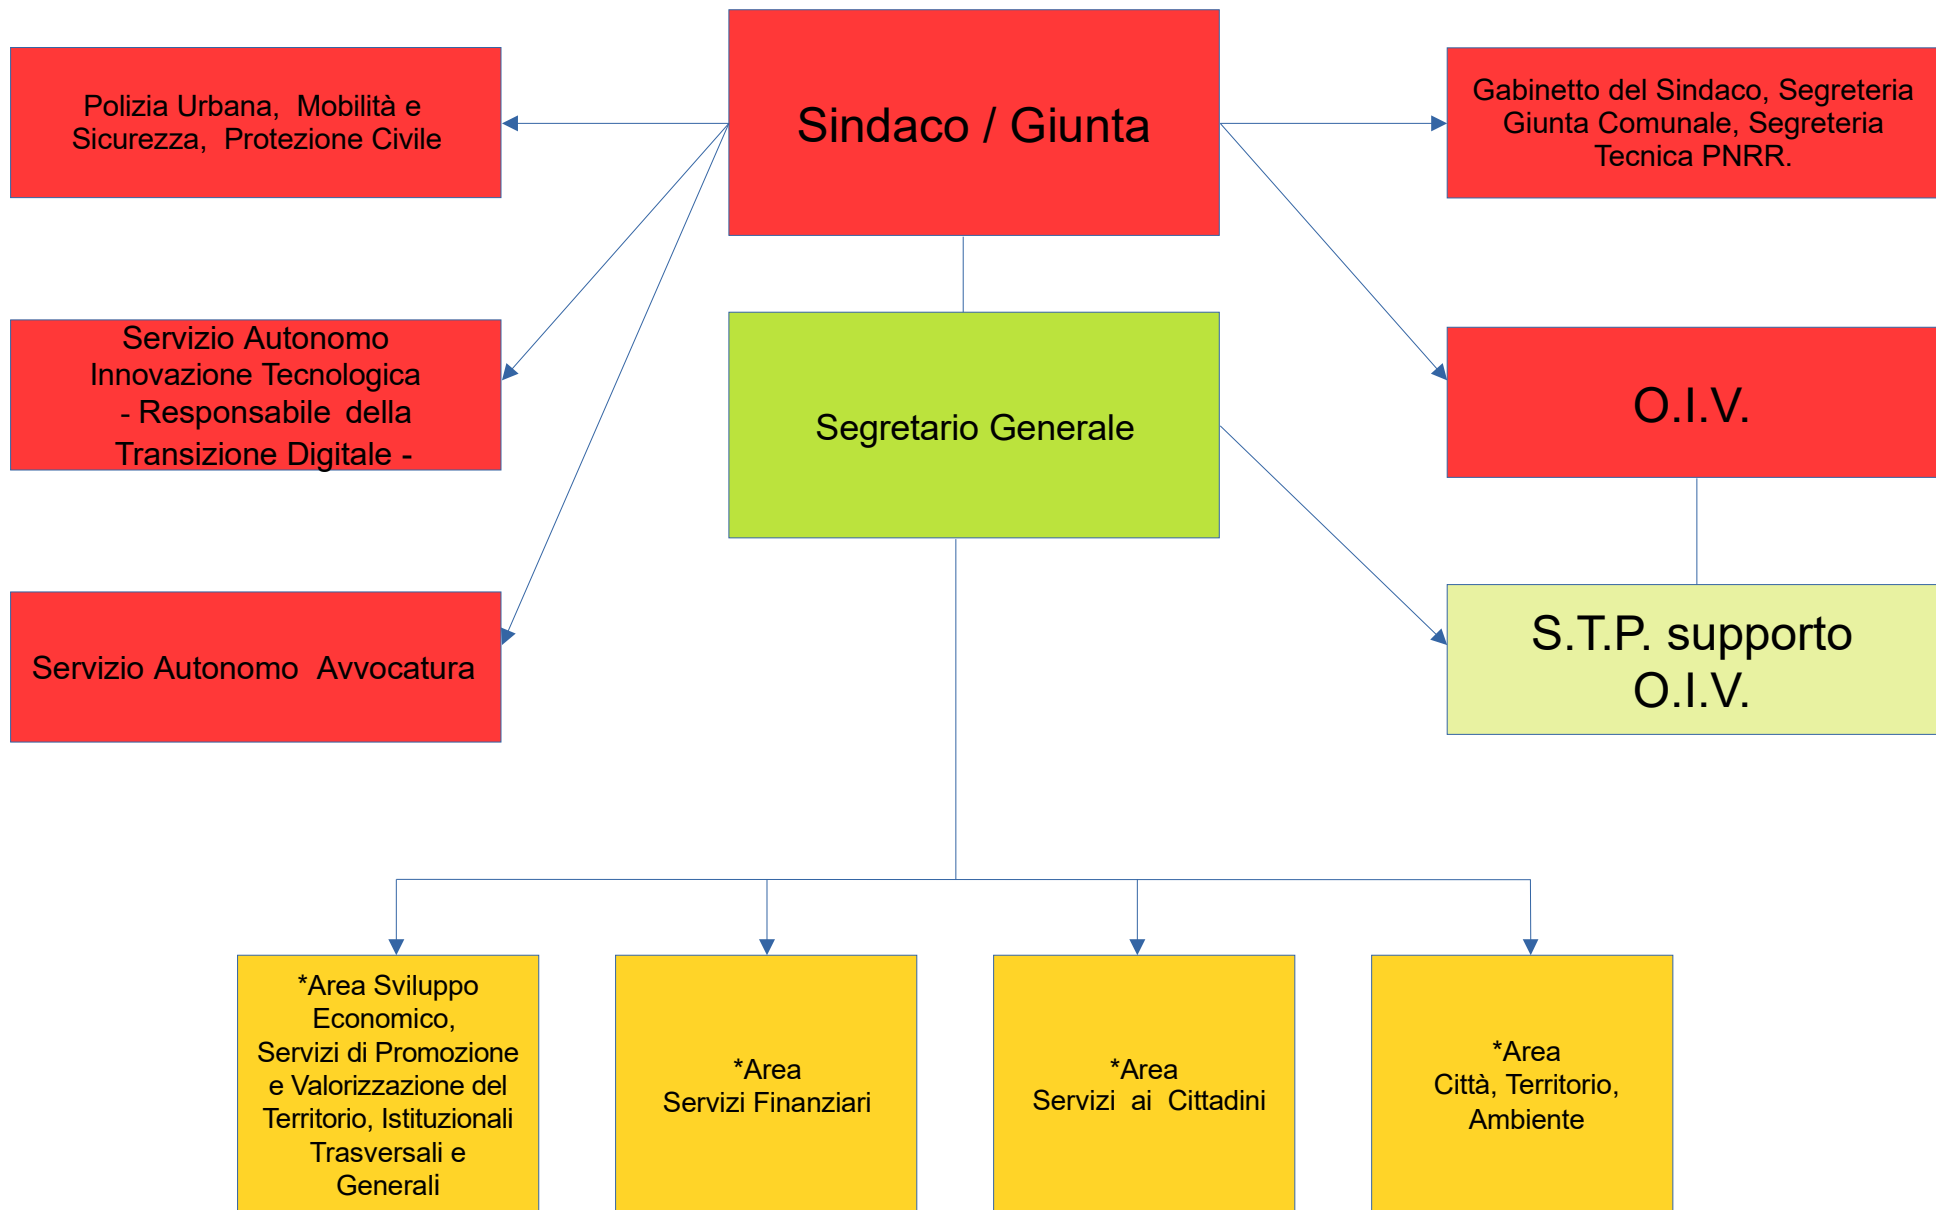 Sindaco / Giunta
Polizia Urbana, Mobilità e
Sicurezza, Protezione Civile
Gabinetto del Sindaco, Segreteria
Giunta Comunale, Segreteria
Tecnica PNRR.
Servizio Autonomo
Innovazione Tecnologica
- Responsabile della
Transizione Digitale -
Segretario Generale
O.I.V.
Servizio Autonomo Avvocatura
S.T.P. supporto
O.I.V.
*Area Sviluppo
Economico,
Servizi di Promozione
e Valorizzazione del
Territorio, Istituzionali
Trasversali e
Generali
*Area
Servizi Finanziari
*Area
Servizi ai Cittadini
*Area
Città, Territorio,
Ambiente